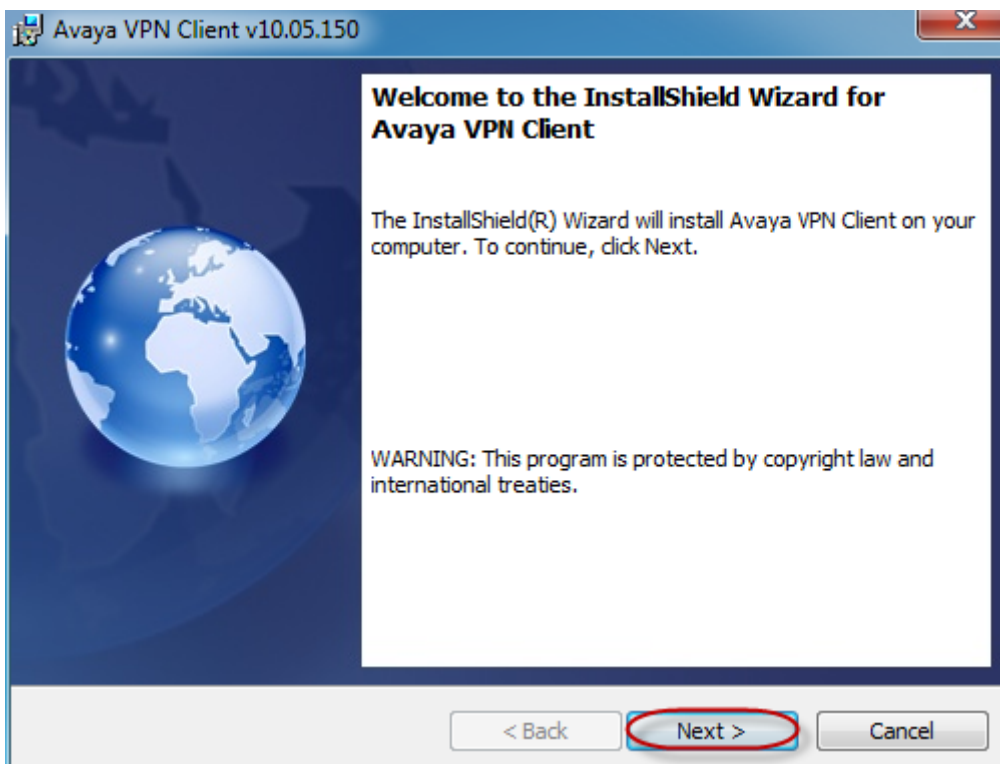 Avaya VPN Client v10.05.150
Welcome to the InstallShield Wizard for
Avaya VPN Client
The InstallShield(R) Wizard will install Avaya VPN Client on your
computer. To continue, click Next.
WARNING: This program is protected by copyright law and
international treaties.
< Back
Next >
Cancel